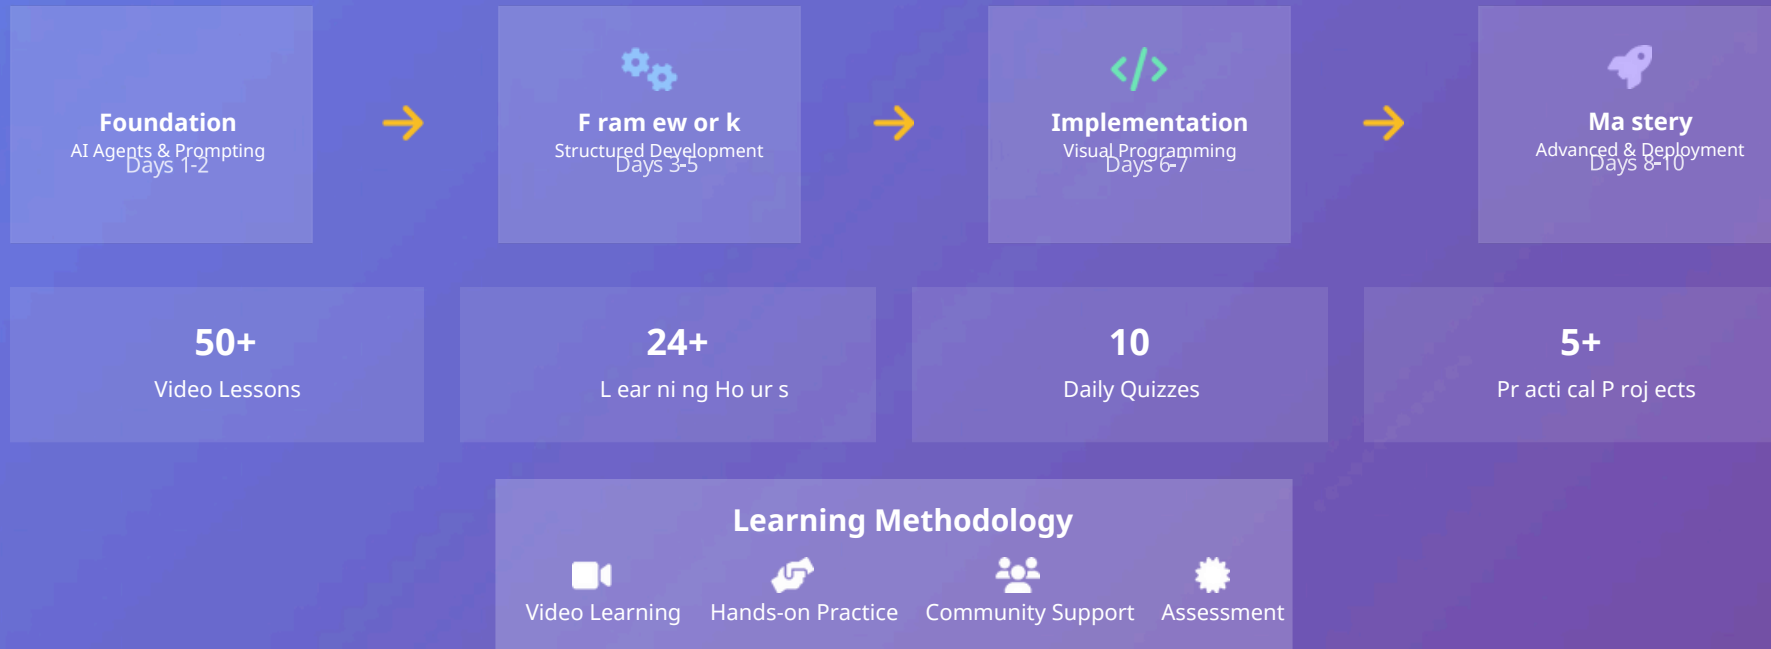 Foundation
AI Agents & Prompting
Days 1-2
F ram ew or k
Structured Development
Days 3-5
Implementation
Visual Programming
Days 6-7
Ma stery
Advanced & Deployment
Days 8-10
50+
Video Lessons
24+
L ear ni ng Ho ur s
10
Daily Quizzes
5+
Pr acti cal P roj ects
Learning Methodology
Video Learning
Hands-on Practice
Community Support
Assessment